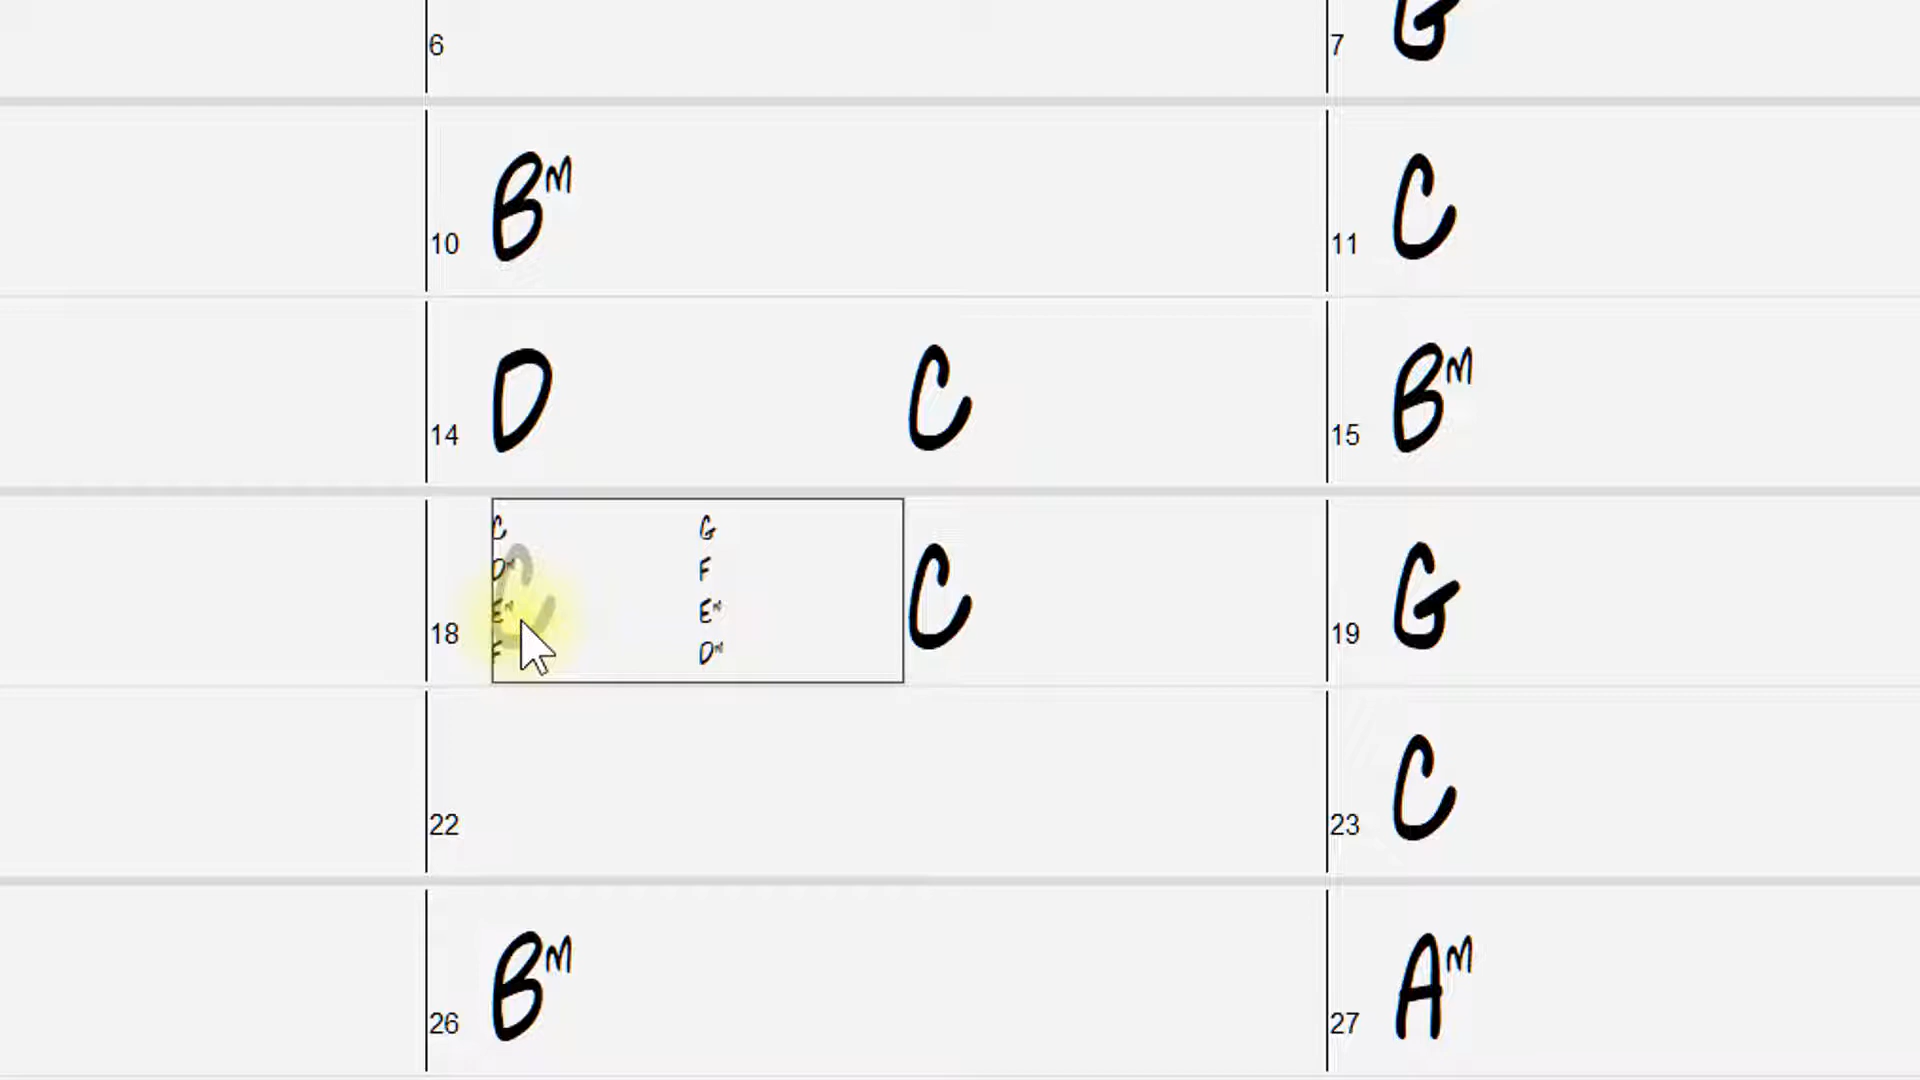 6 7 G
10 Bm 11 C
14 D C 15 Bm
C G
Dm F
Em Em
F Dm
18 C C 19 G
22 23 C
26 Bm 27 Am